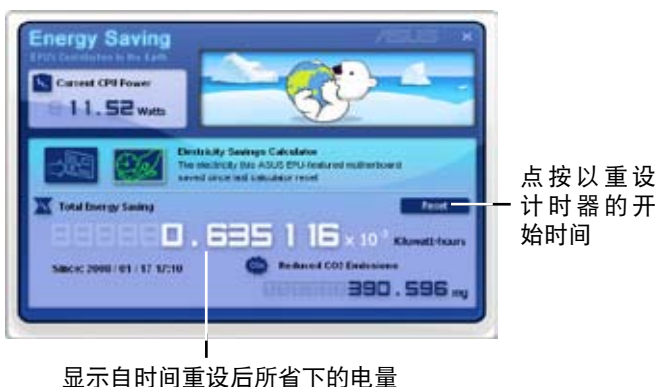 Energy Saving
ASUS
EPU's Contribution to the Earth
Current CPU Power
11.52 Watts
Electricity Savings Calculator
The electricity this ASUS EPU-featured motherboard
saved since last calculator reset
Total Energy Saving
Reset
0.635116 × 10⁻³ Kilowatt-hours
Since: 2008 / 01 / 17 17:10
Reduced CO2 Emissions
390.596 mg
点按以重设
计时器的开
始时间
显示自时间重设后所省下的电量